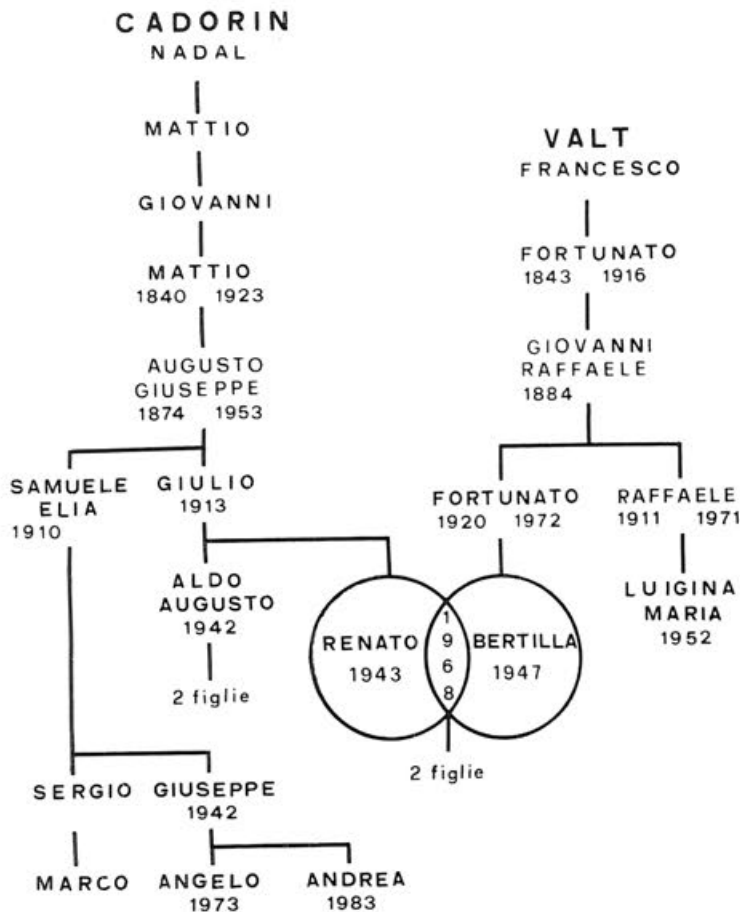 CADORIN
NADAL
MATTIO
GIOVANNI
MATTIO
1840 1923
AUGUSTO
GIUSEPPE
1874 1953
SAMUELE
ELIA
1910
GIULIO
1913
ALDO
AUGUSTO
1942
2 figlie
SERGIO
GIUSEPPE
1942
MARCO
ANGELO
1973
ANDREA
1983
VALT
FRANCESCO
FORTUNATO
1843 1916
GIOVANNI
RAFFAELE
1884
FORTUNATO
1920 1972
RAFFAELE
1911 1971
LUIGINA
MARIA
1952
RENATO
1943
1
9
6
8
BERTILLA
1947
2 figlie